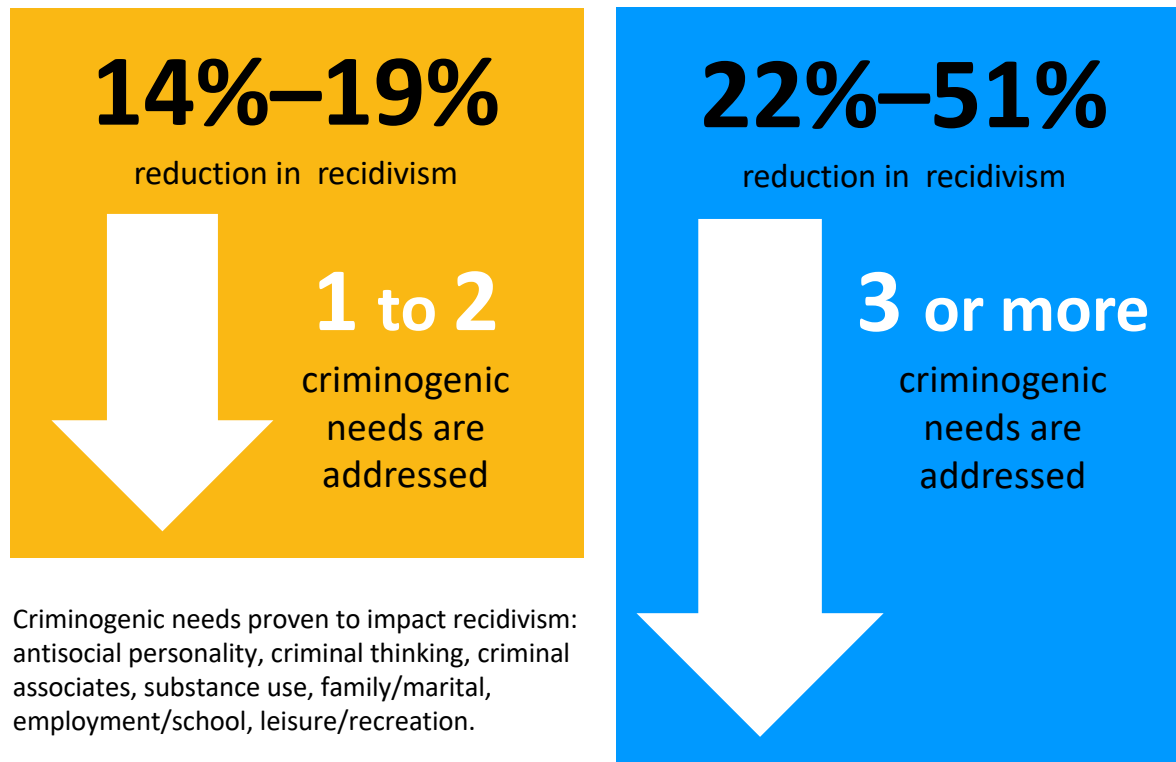 14%–19%
reduction in recidivism
1 to 2
criminogenic
needs are
addressed
Criminogenic needs proven to impact recidivism:
antisocial personality, criminal thinking, criminal
associates, substance use, family/marital,
employment/school, leisure/recreation.
22%–51%
reduction in recidivism
3 or more
criminogenic
needs are
addressed